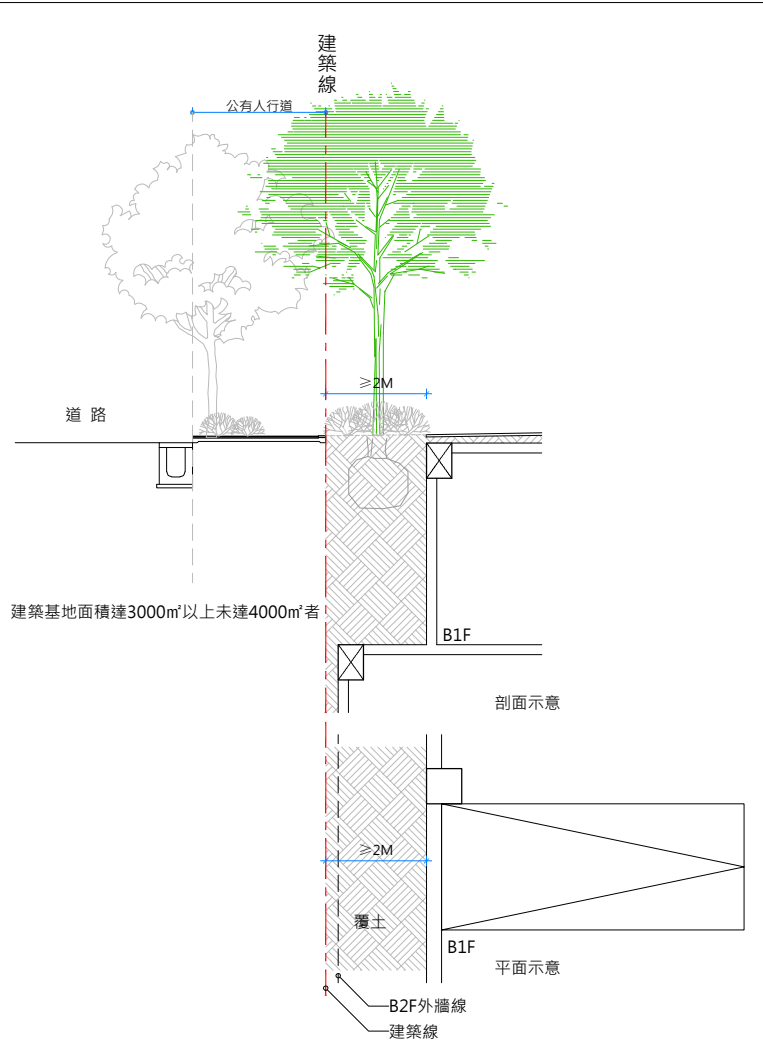 建築線
公有人行道
≥2M
道 路
建築基地面積達3000㎡以上未達4000㎡者
B1F
剖面示意
≥2M
覆土
B1F
平面示意
B2F外牆線
建築線